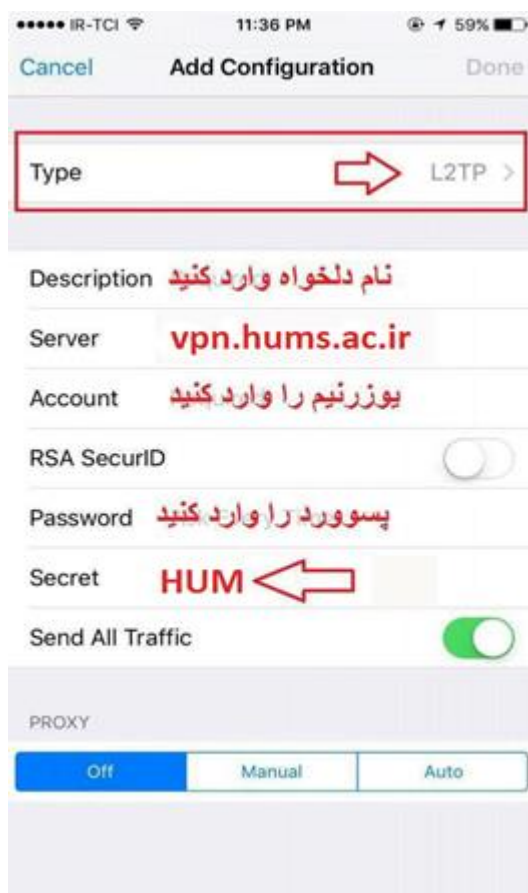 IR-TCI 11:36 PM 59%
Cancel Add Configuration Done
Type L2TP
Description نام دلخواه وارد کنید
Server vpn.hums.ac.ir
Account یوزرنیم را وارد کنید
RSA SecurID
Password پسوورد را وارد کنید
Secret HUM
Send All Traffic
PROXY
Off Manual Auto